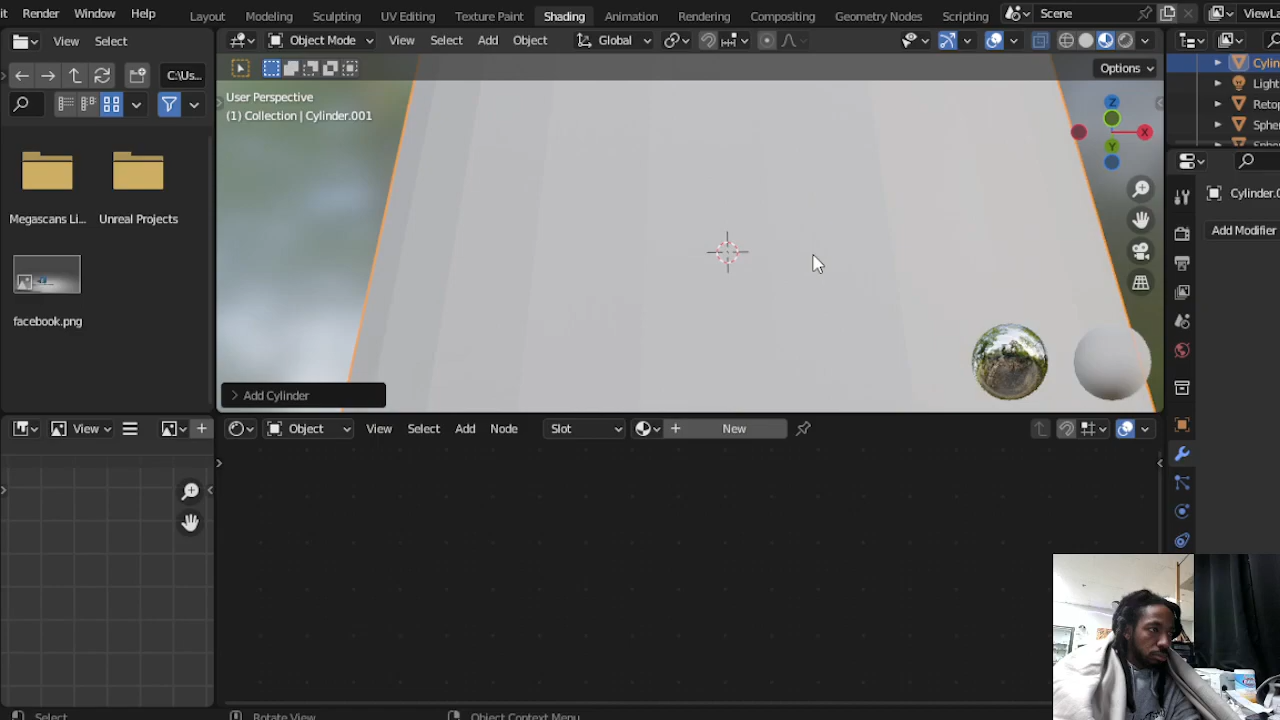 it Render Window Help Layout Modeling Sculpting UV Editing Texture Paint Shading Animation Rendering Compositing Geometry Nodes Scripting Scene ViewLa
View Select Object Mode View Select Add Object Global
C:\Us... Options
User Perspective
(1) Collection | Cylinder.001
Cylin
Light
Retop
Spher
Z
X
Y
Cylinder.0
Add Modifier
Megascans Li... Unreal Projects
facebook.png
Add Cylinder
View Object View Select Add Node Slot New
Select Rotate View Object Context Menu